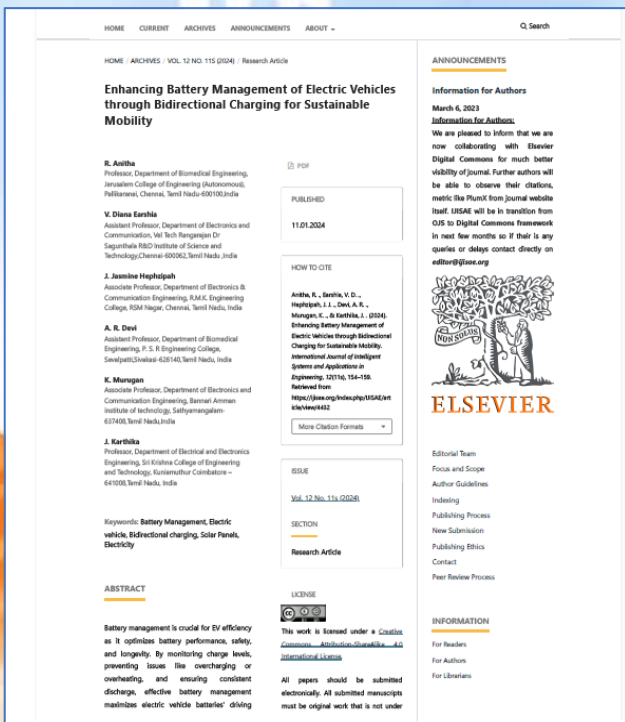 HOME CURRENT ARCHIVES ANNOUNCEMENTS ABOUT
Search
HOME / ARCHIVES / VOL. 12 NO. 11S (2024) / Research Article
Enhancing Battery Management of Electric Vehicles
through Bidirectional Charging for Sustainable
Mobility
R. Anitha
Professor, Department of Biomedical Engineering,
Jerusalem College of Engineering (Autonomous),
Pallikaranai, Chennai, Tamil Nadu-600100,India
V. Diana Earshia
Assistant Professor, Department of Electronics and
Communication, Vel Tech Rangarajan Dr
Sagunthala R&D Institute of Science and
Technology,Chennai-600062,Tamil Nadu ,India
J. Jasmine Hephzipah
Associate Professor, Department of Electronics &
Communication Engineering, R.M.K. Engineering
College, RSM Nagar, Chennai, Tamil Nadu, India
A. R. Devi
Assistant Professor, Department of Biomedical
Engineering, P. S. R Engineering College,
Sevalpatti,Sivakasi-626140,Tamil Nadu, India
K. Murugan
Associate Professor, Department of Electronics and
Communication Engineering, Bannari Amman
institute of technology, Sathyamangalam-
637408,Tamil Nadu,India
J. Karthika
Professor, Department of Electrical and Electronics
Engineering, Sri Krishna College of Engineering
and Technology, Kuniamuthur Coimbatore –
641008,Tamil Nadu, India
Keywords: Battery Management, Electric
vehicle, Bidirectional charging, Solar Panels,
Electricity
ABSTRACT
Battery management is crucial for EV efficiency
as it optimizes battery performance, safety,
and longevity. By monitoring charge levels,
preventing issues like overcharging or
overheating, and ensuring consistent
discharge, effective battery management
maximizes electric vehicle batteries' driving
PDF
PUBLISHED
11.01.2024
HOW TO CITE
Anitha, R. ., Earshia, V. D. .,
Hephzipah, J. J. ., Devi, A. R. .,
Murugan, K. ., & Karthika, J. . (2024).
Enhancing Battery Management of
Electric Vehicles through Bidirectional
Charging for Sustainable Mobility.
International Journal of Intelligent
Systems and Applications in
Engineering, 12(11s), 154–159.
Retrieved from
https://ijisae.org/index.php/IJISAE/art
icle/view/4432
More Citation Formats
ISSUE
Vol. 12 No. 11s (2024)
SECTION
Research Article
LICENSE
cc
This work is licensed under a Creative
Commons Attribution-ShareAlike 4.0
International License.
All papers should be submitted
electronically. All submitted manuscripts
must be original work that is not under
ANNOUNCEMENTS
Information for Authors
March 6, 2023
Information for Authors:
We are pleased to inform that we are
now collaborating with Elsevier
Digital Commons for much better
visibility of journal. Further authors will
be able to observe their citations,
metric like PlumX from journal website
itself. IJISAE will be in transition from
OJS to Digital Commons framework
in next few months so if their is any
queries or delays contact directly on
editor@ijisae.org
NON SOLUS
ELSEVIER
Editorial Team
Focus and Scope
Author Guidelines
Indexing
Publishing Process
New Submission
Publishing Ethics
Contact
Peer Review Process
INFORMATION
For Readers
For Authors
For Librarians